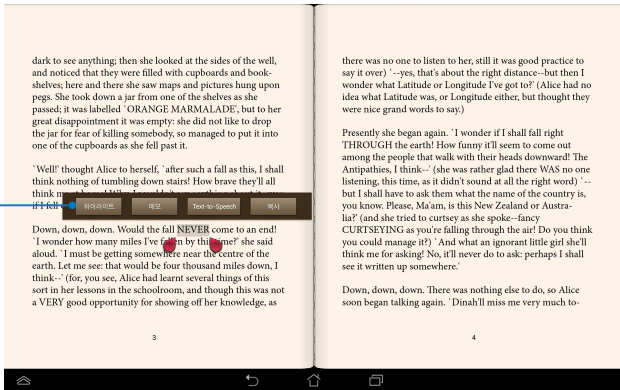 dark to see anything; then she looked at the sides of the well,
and noticed that they were filled with cupboards and book-
shelves; here and there she saw maps and pictures hung upon
pegs. She took down a jar from one of the shelves as she
passed; it was labelled `ORANGE MARMALADE', but to her
great disappointment it was empty: she did not like to drop
the jar for fear of killing somebody, so managed to put it into
one of the cupboards as she fell past.
`Well!' thought Alice to herself, `after such a fall as this, I shall
think nothing of tumbling down stairs! How brave they'll all
think
if I fell
하이라이트
메모
Text-to-Speech
복사
Down, down, down. Would the fall NEVER come to an end!
`I wonder how many miles I've fallen by this time?' she said
aloud. `I must be getting somewhere near the centre of the
earth. Let me see: that would be four thousand miles down, I
think--' (for, you see, Alice had learnt several things of this
sort in her lessons in the schoolroom, and though this was not
a VERY good opportunity for showing off her knowledge, as
3
there was no one to listen to her, still it was good practice to
say it over) `--yes, that's about the right distance--but then I
wonder what Latitude or Longitude I've got to?' (Alice had no
idea what Latitude was, or Longitude either, but thought they
were nice grand words to say.)
Presently she began again. `I wonder if I shall fall right
THROUGH the earth! How funny it'll seem to come out
among the people that walk with their heads downward! The
Antipathies, I think--' (she was rather glad there WAS no one
listening, this time, as it didn't sound at all the right word) `--
but I shall have to ask them what the name of the country is,
you know. Please, Ma'am, is this New Zealand or Austra-
lia?' (and she tried to curtsey as she spoke--fancy
CURTSEYING as you're falling through the air! Do you think
you could manage it?) `And what an ignorant little girl she'll
think me for asking! No, it'll never do to ask: perhaps I shall
see it written up somewhere.'
Down, down, down. There was nothing else to do, so Alice
soon began talking again. `Dinah'll miss me very much to-
4